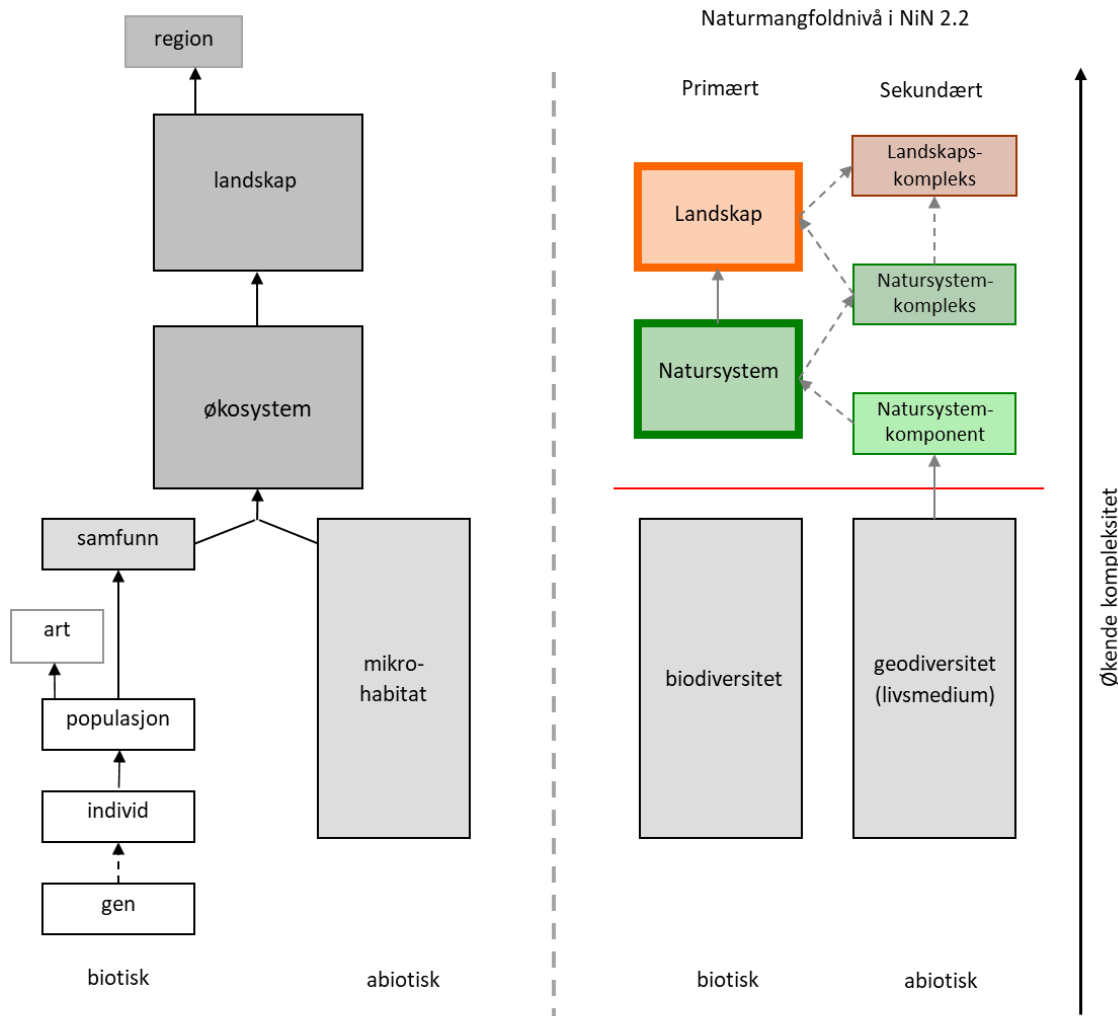 Naturmangfoldnivå i NiN 2.2
region
landskap
økosystem
samfunn
art
populasjon
individ
gen
mikro-
habitat
biotisk
abiotisk
Primært
Sekundært
Landskaps-
kompleks
Landskap
Natursystem-
kompleks
Natursystem
Natursystem-
komponent
biodiversitet
geodiversitet
(livsmedium)
biotisk
abiotisk
Økende kompleksitet